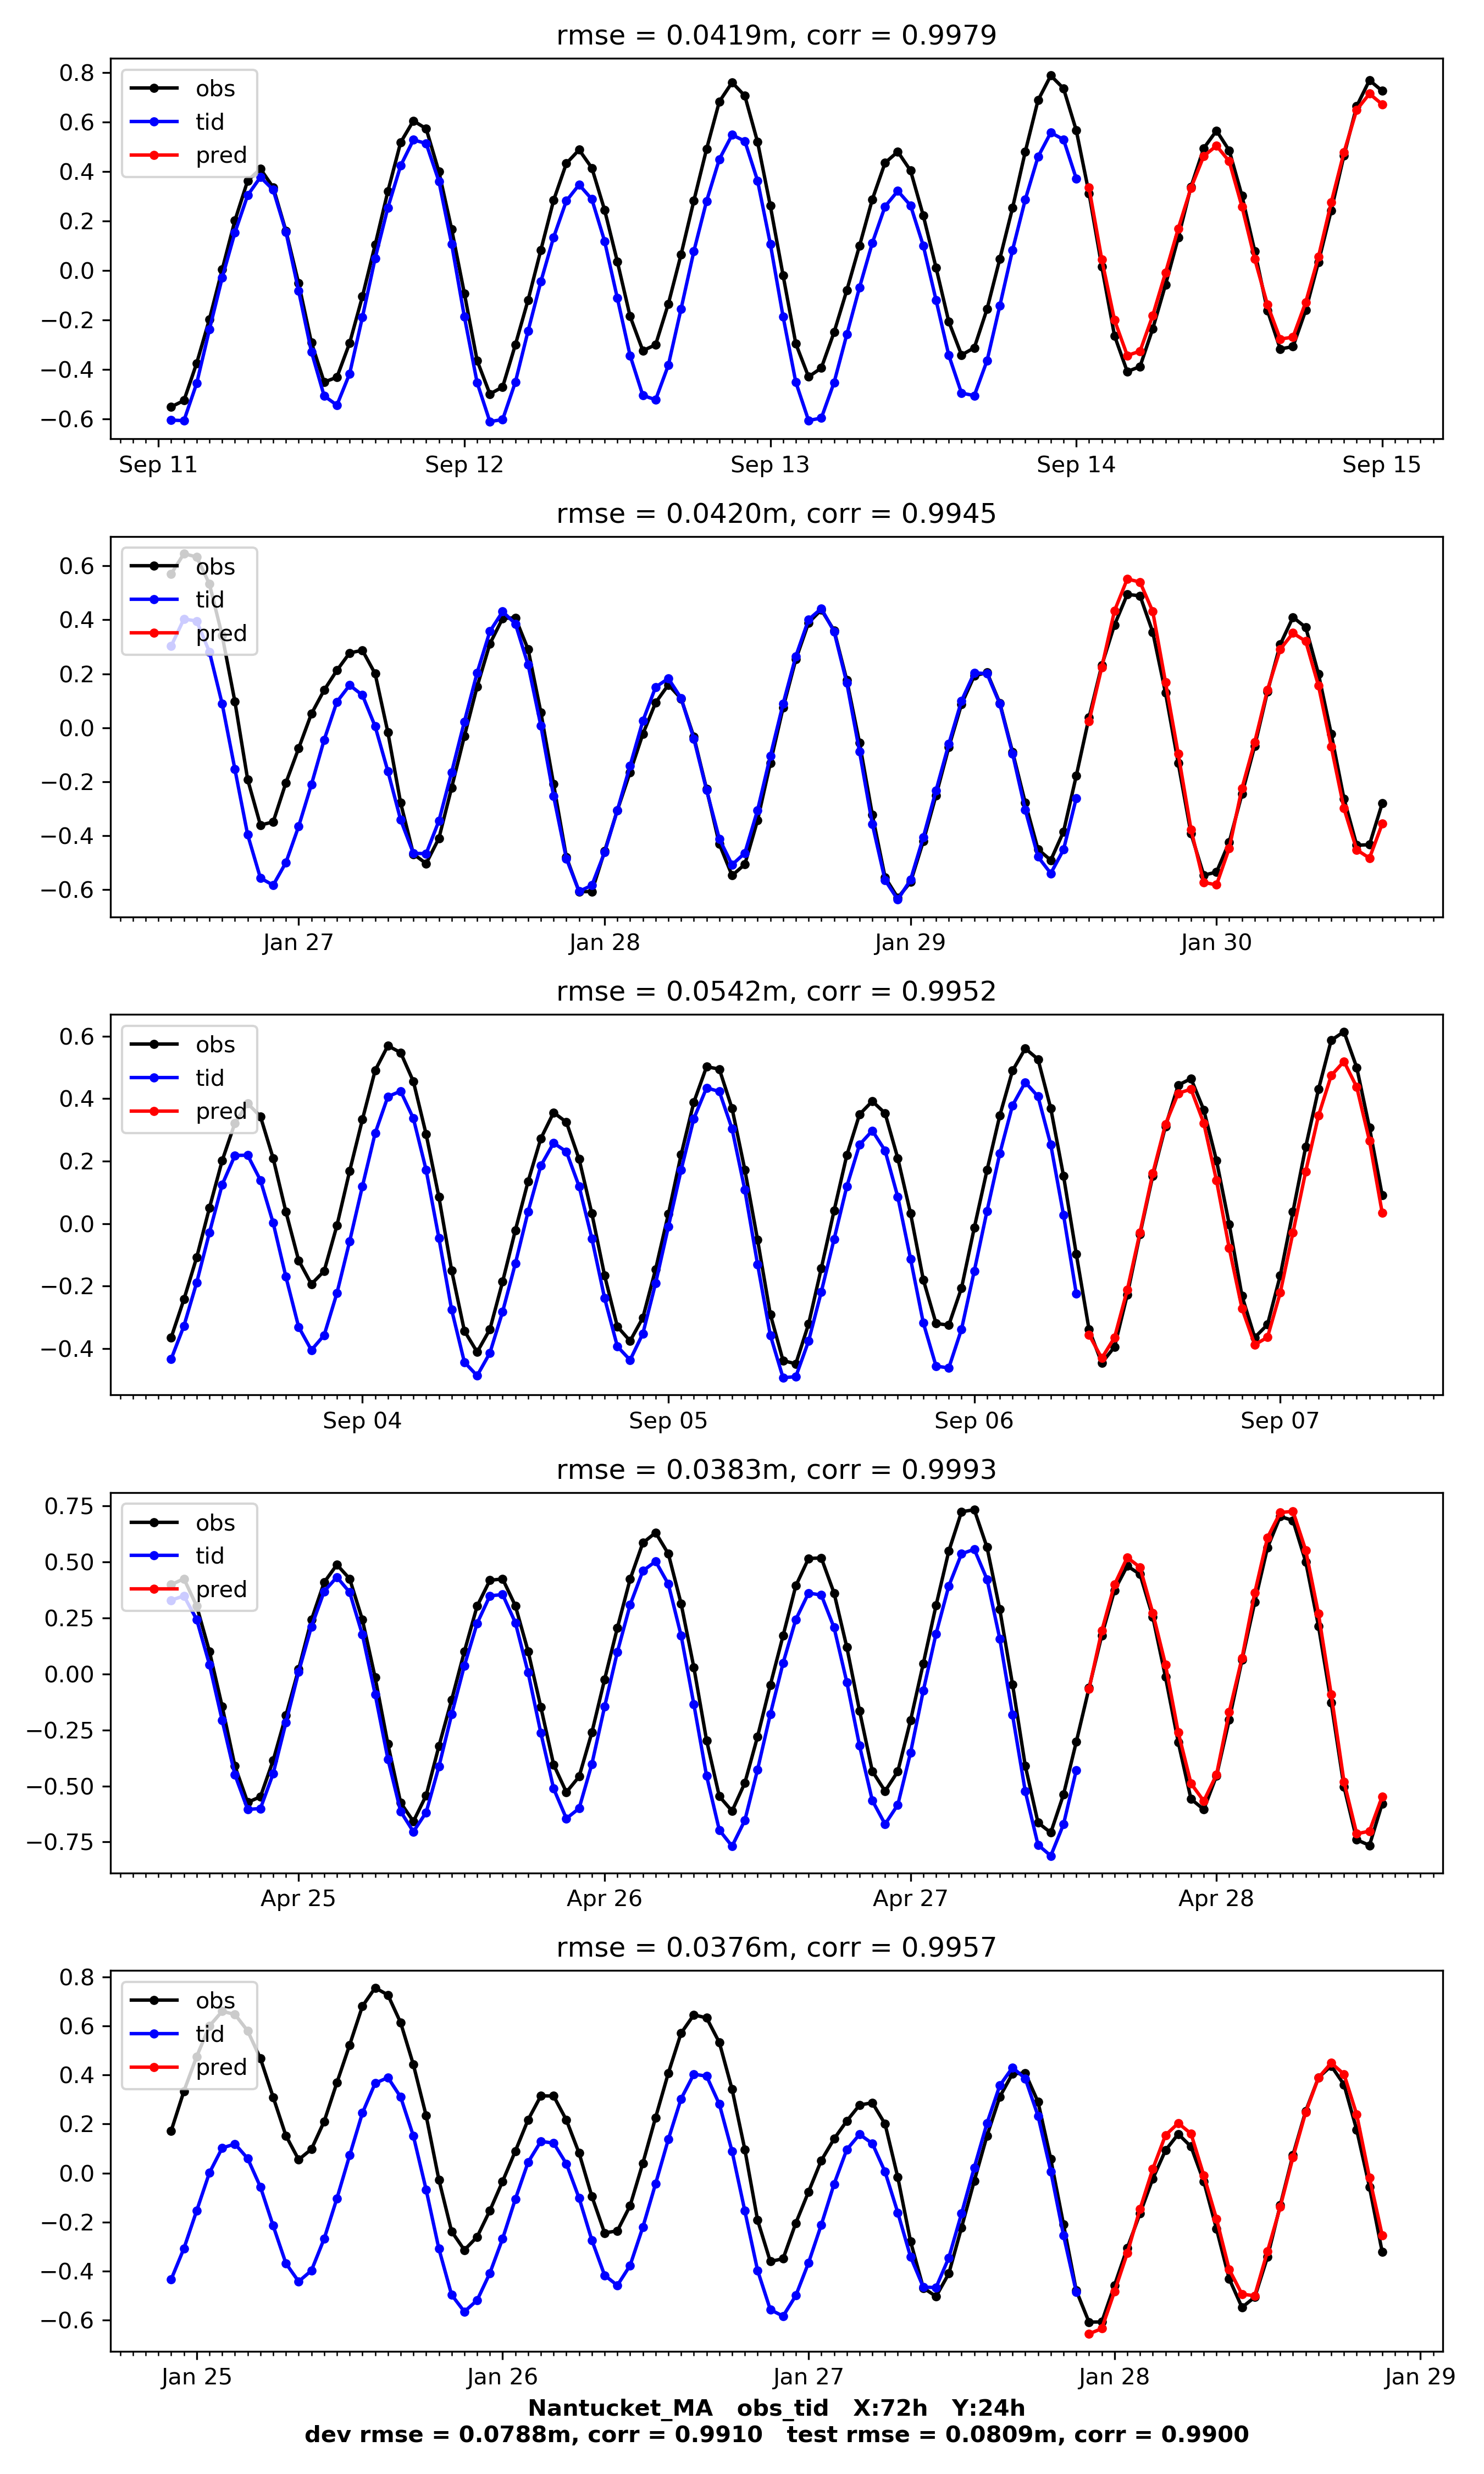 rmse = 0.0419m, corr = 0.9979
0.8
0.6
0.4
0.2
0.0
−0.2
−0.4
−0.6
obs
tid
pred
Sep 11 Sep 12 Sep 13 Sep 14 Sep 15
rmse = 0.0420m, corr = 0.9945
0.6
0.4
0.2
0.0
−0.2
−0.4
−0.6
obs
tid
pred
Jan 27 Jan 28 Jan 29 Jan 30
rmse = 0.0542m, corr = 0.9952
0.6
0.4
0.2
0.0
−0.2
−0.4
obs
tid
pred
Sep 04 Sep 05 Sep 06 Sep 07
rmse = 0.0383m, corr = 0.9993
0.75
0.50
0.25
0.00
−0.25
−0.50
−0.75
obs
tid
pred
Apr 25 Apr 26 Apr 27 Apr 28
rmse = 0.0376m, corr = 0.9957
0.8
0.6
0.4
0.2
0.0
−0.2
−0.4
−0.6
obs
tid
pred
Jan 25 Jan 26 Jan 27 Jan 28 Jan 29
Nantucket_MA obs_tid X:72h Y:24h
dev rmse = 0.0788m, corr = 0.9910 test rmse = 0.0809m, corr = 0.9900